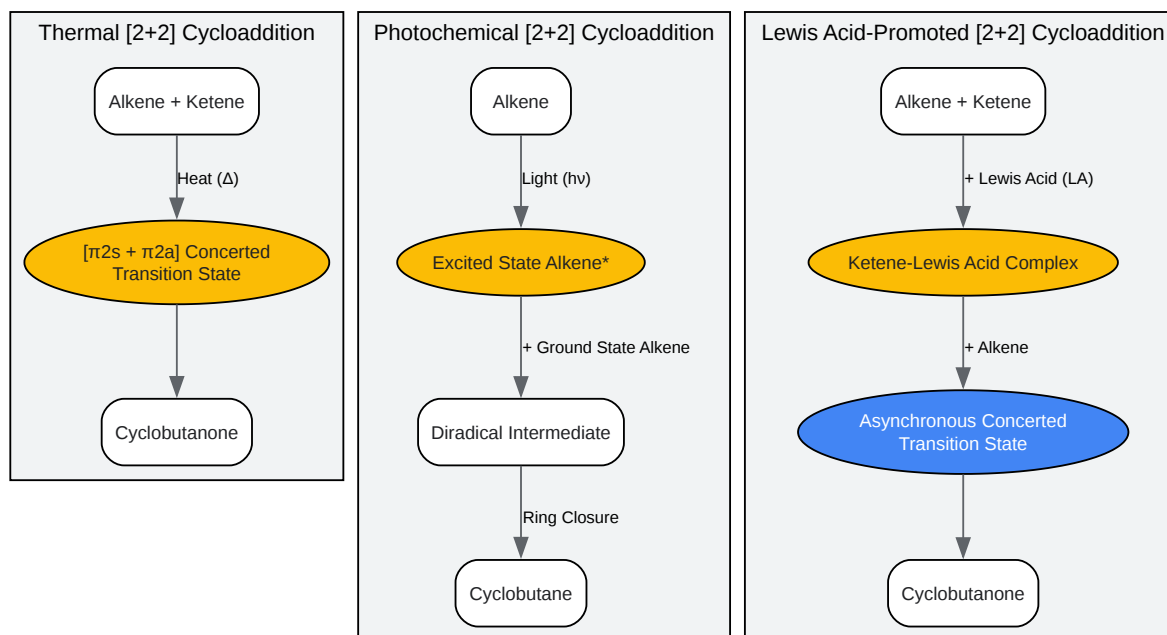 Thermal [2+2] Cycloaddition
Alkene + Ketene
Heat (Δ)
[π2s + π2a] Concerted
Transition State
Cyclobutanone
Photochemical [2+2] Cycloaddition
Alkene
Light (hν)
Excited State Alkene*
+ Ground State Alkene
Diradical Intermediate
Ring Closure
Cyclobutane
Lewis Acid-Promoted [2+2] Cycloaddition
Alkene + Ketene
+ Lewis Acid (LA)
Ketene-Lewis Acid Complex
+ Alkene
Asynchronous Concerted
Transition State
Cyclobutanone